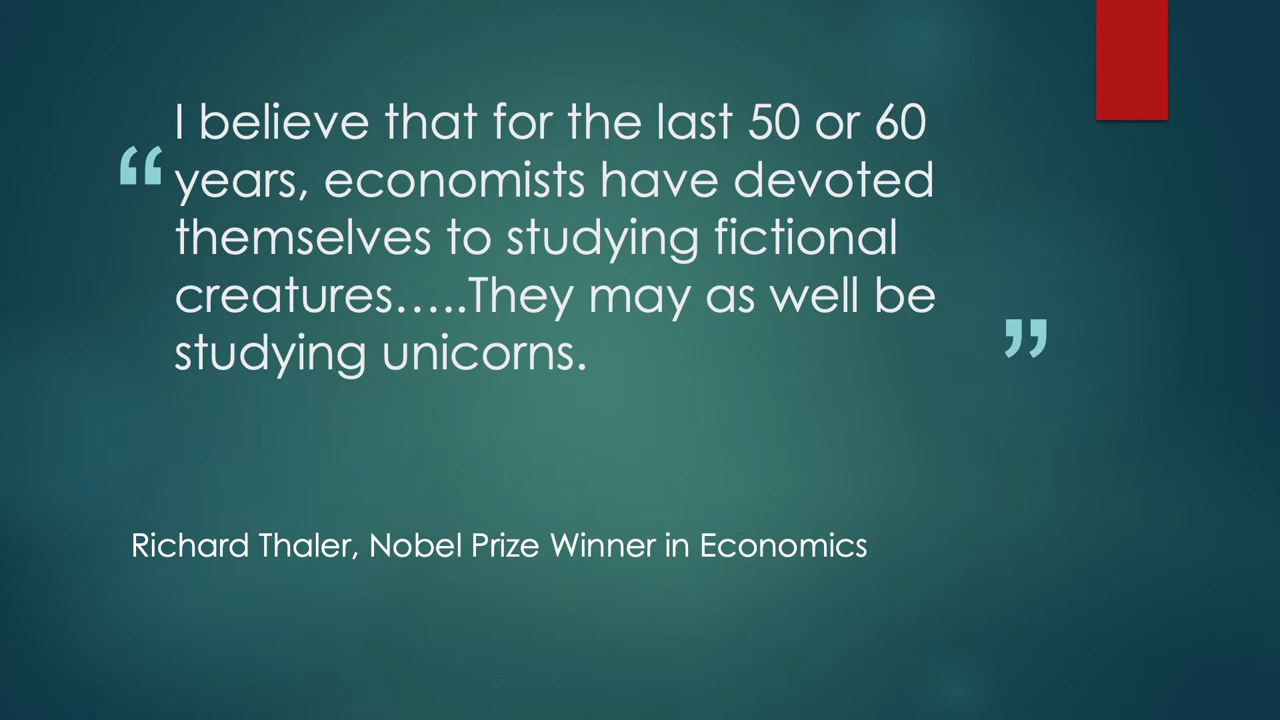 “
I believe that for the last 50 or 60
years, economists have devoted
themselves to studying fictional
creatures.....They may as well be
studying unicorns.
”
Richard Thaler, Nobel Prize Winner in Economics